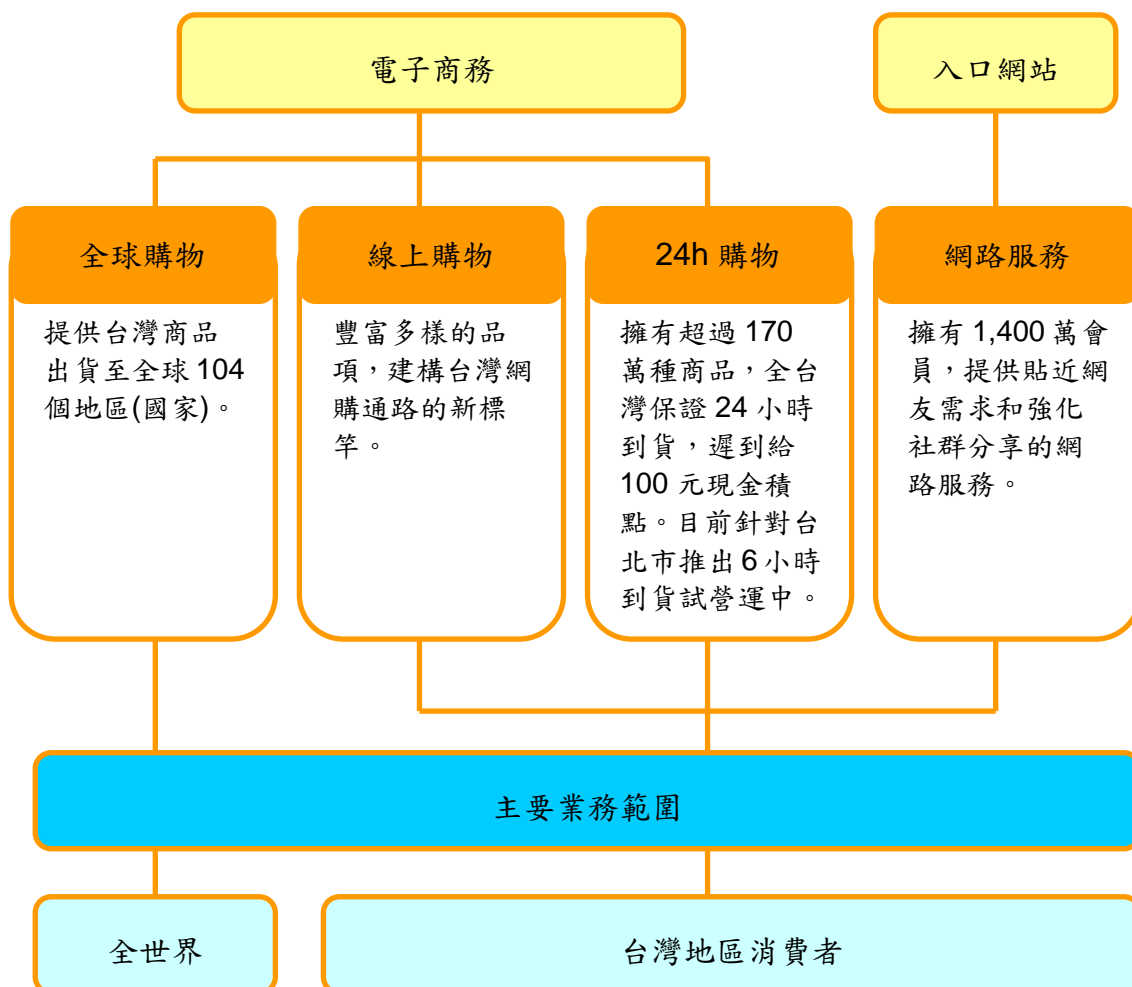 電子商務
入口網站
全球購物
提供台灣商品
出貨至全球 104
個地區(國家)。
線上購物
豐富多樣的品
項，建構台灣網
購通路的新標
竿。
24h 購物
擁有超過 170
萬種商品，全台
灣保證 24 小時
到貨，遲到給
100 元現金積
點。目前針對台
北市推出 6 小時
到貨試營運中。
網路服務
擁有 1,400 萬會
員，提供貼近網
友需求和強化
社群分享的網
路服務。
主要業務範圍
全世界
台灣地區消費者